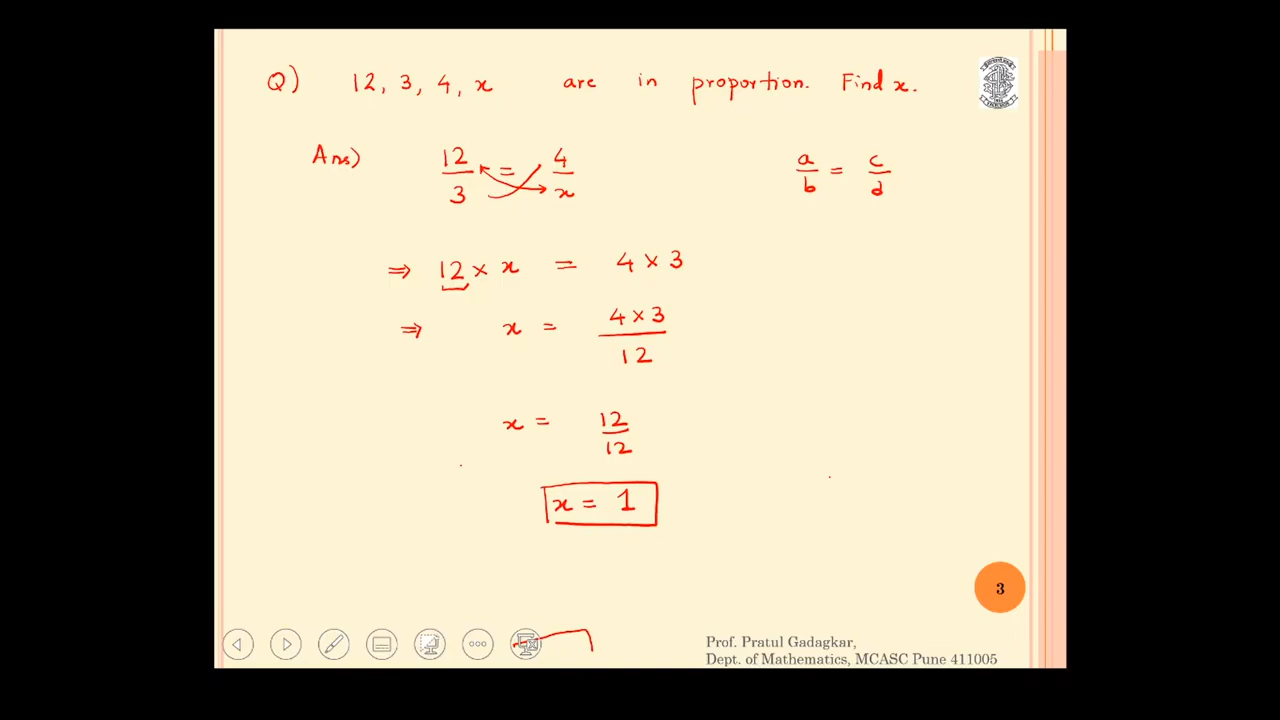 Q) 12, 3, 4, x are in proportion. Find x.
Ans) 12/3 = 4/x
a/b = c/d
⇒ 12 × x = 4 × 3
⇒ x = 4 × 3 / 12
x = 12/12
x = 1
3
Prof. Pratul Gadagkar,
Dept. of Mathematics, MCASC Pune 411005